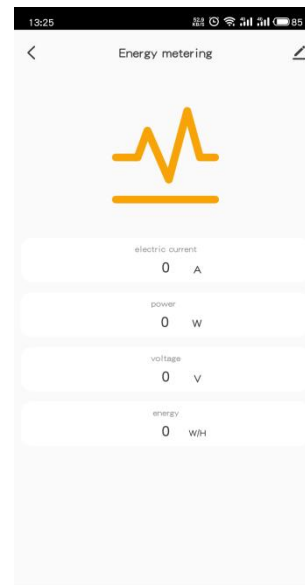 13:25
85
Energy metering
electric current
0 A
power
0 W
voltage
0 V
energy
0 W/H